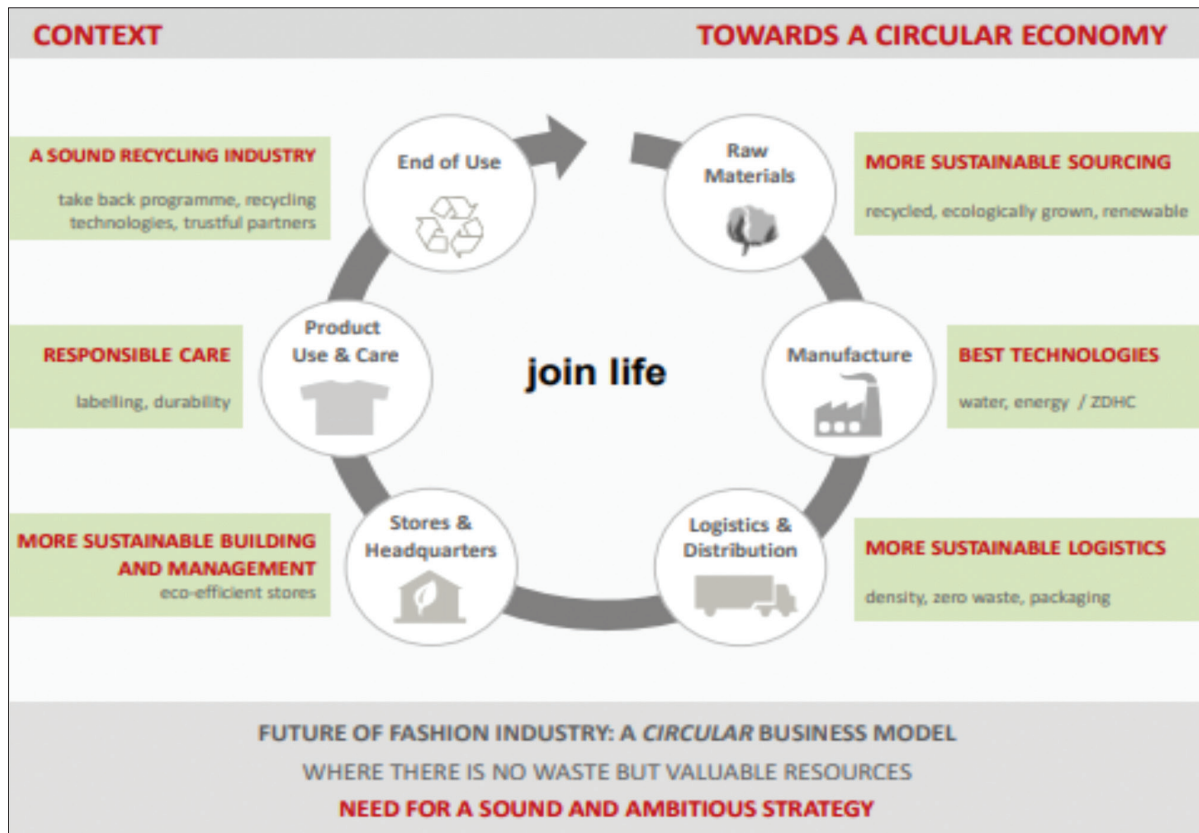 CONTEXT
TOWARDS A CIRCULAR ECONOMY
End of Use
Raw
Materials
A SOUND RECYCLING INDUSTRY
take back programme, recycling
technologies, trustful partners
MORE SUSTAINABLE SOURCING
recycled, ecologically grown, renewable
Product
Use & Care
RESPONSIBLE CARE
labelling, durability
join life
Manufacture
BEST TECHNOLOGIES
water, energy / ZDHC
Stores &
Headquarters
MORE SUSTAINABLE BUILDING
AND MANAGEMENT
eco-efficient stores
Logistics &
Distribution
MORE SUSTAINABLE LOGISTICS
density, zero waste, packaging
FUTURE OF FASHION INDUSTRY: A CIRCULAR BUSINESS MODEL
WHERE THERE IS NO WASTE BUT VALUABLE RESOURCES
NEED FOR A SOUND AND AMBITIOUS STRATEGY